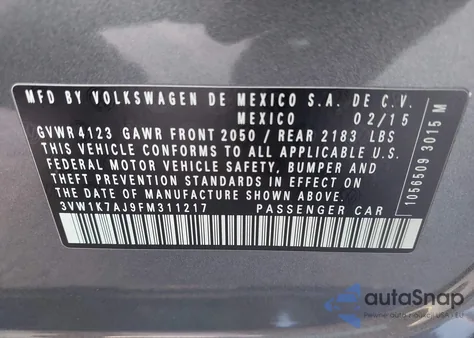 MFD BY VOLKSWAGEN DE MEXICO S.A. DE C.V.
MEXICO 02/15
GVWR 4123 GAWR FRONT 2050 / REAR 2183 LBS
THIS VEHICLE CONFORMS TO ALL APPLICABLE U.S.
FEDERAL MOTOR VEHICLE SAFETY, BUMPER AND
THEFT PREVENTION STANDARDS IN EFFECT ON
THE DATE OF MANUFACTURE SHOWN ABOVE
3VW1K7AJ9FM311217 PASSENGER CAR
1056509 3015 M
autoSnap